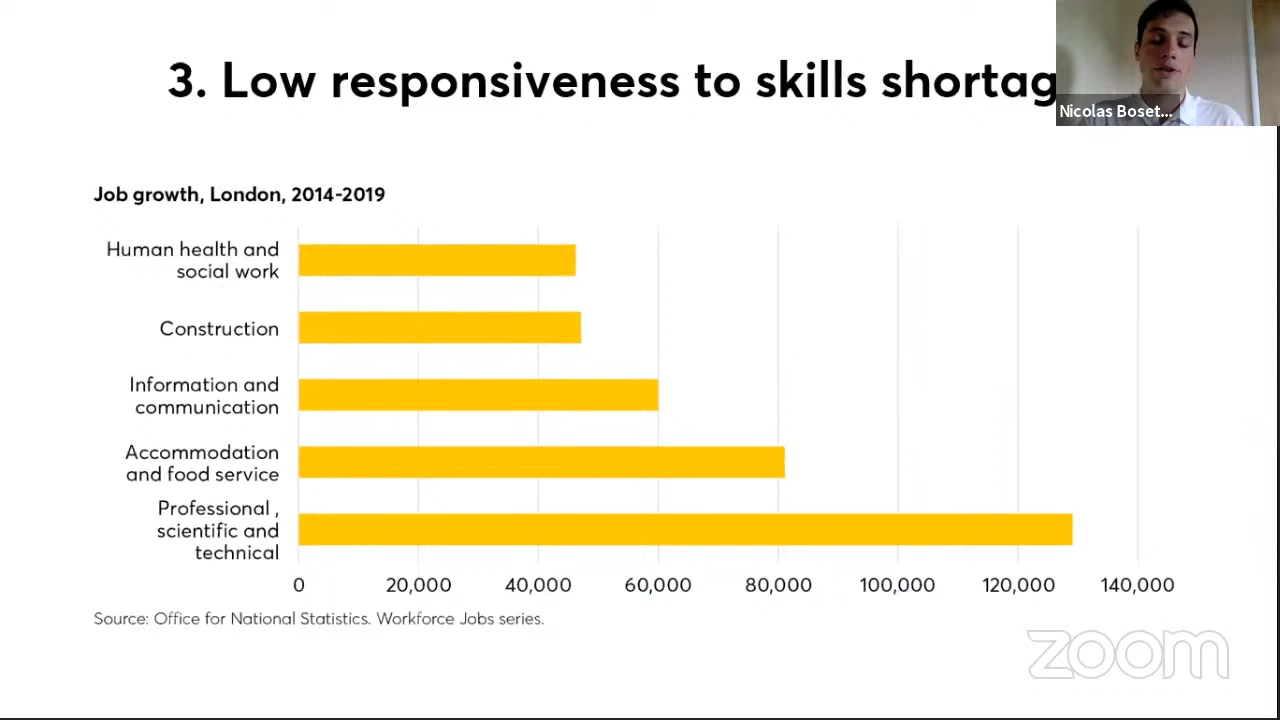 3. Low responsiveness to skills shortag
Nicolas Boset...
Job growth, London, 2014-2019
Human health and
social work
Construction
Information and
communication
Accommodation
and food service
Professional ,
scientific and
technical
0 20,000 40,000 60,000 80,000 100,000 120,000 140,000
Source: Office for National Statistics. Workforce Jobs series.
zoom